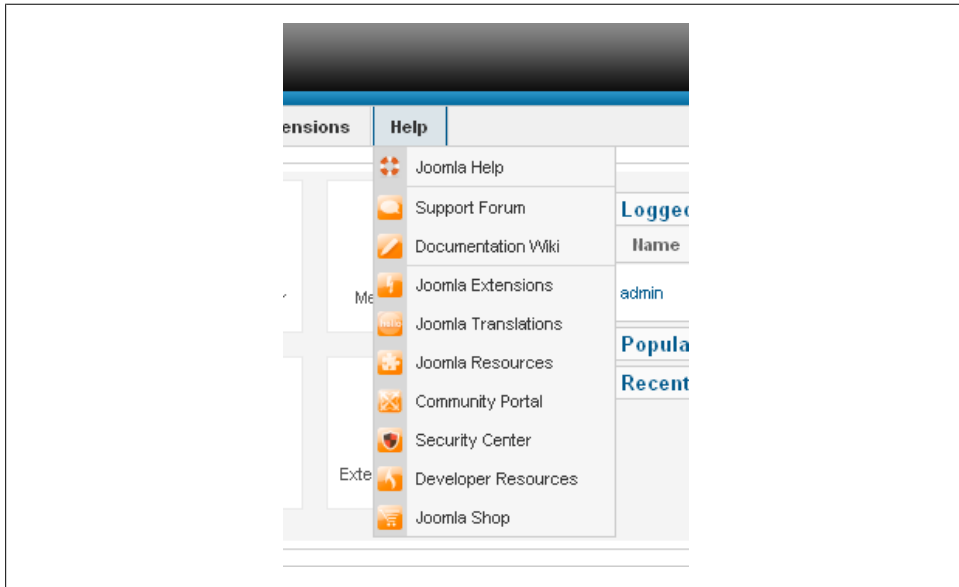 ensions Help
Joomla Help
Support Forum
Logged
Documentation Wiki
Name
Joomla Extensions
Me
admin
Joomla Translations
Popula
Joomla Resources
Recent
Community Portal
Security Center
Exte
Developer Resources
Joomla Shop